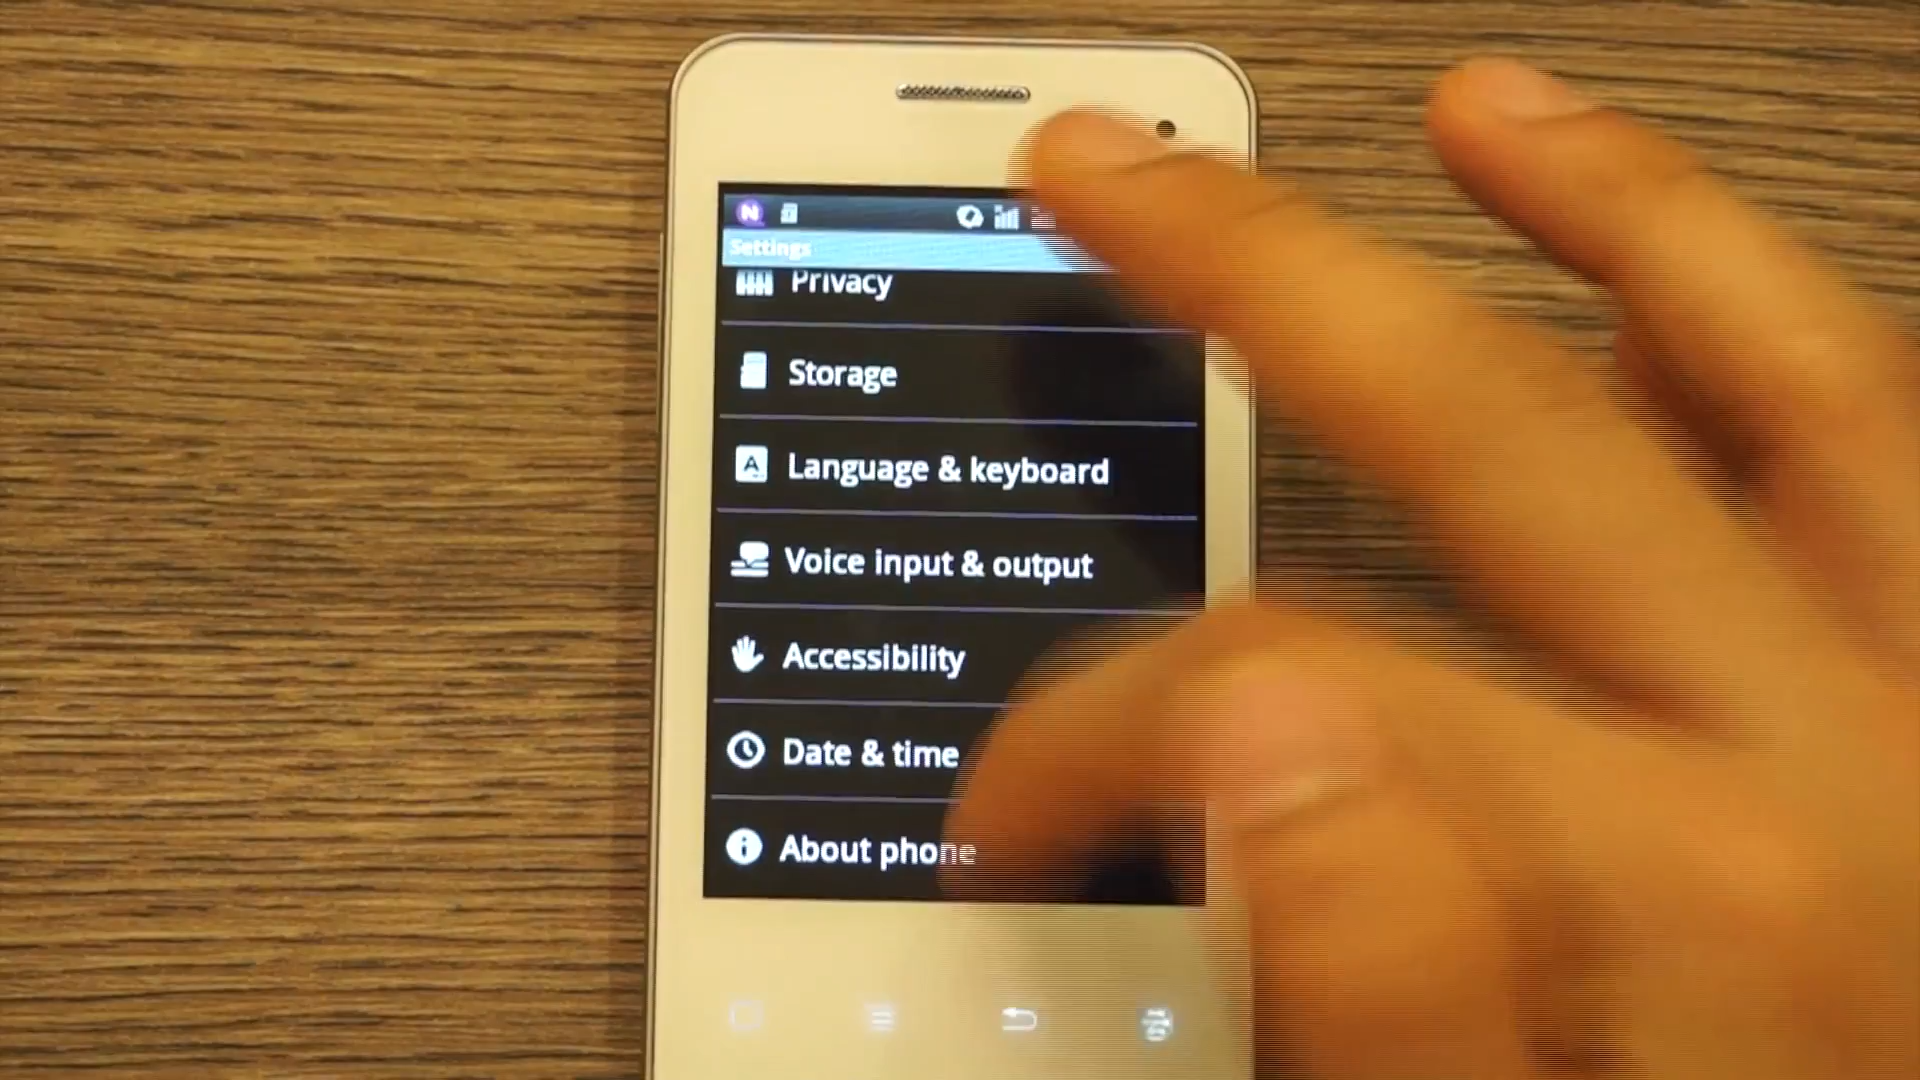 Settings
Privacy
Storage
Language & keyboard
Voice input & output
Accessibility
Date & time
About phone